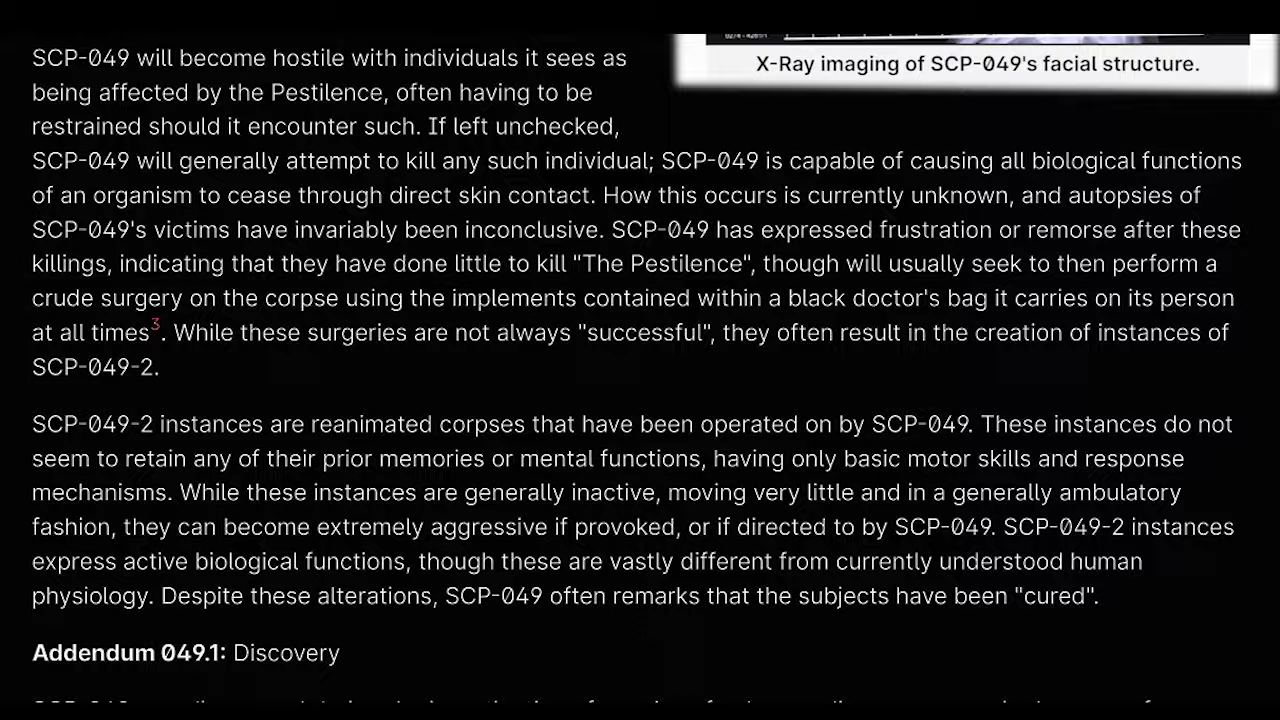 SCP-049 will become hostile with individuals it sees as
being affected by the Pestilence, often having to be
restrained should it encounter such. If left unchecked,
X-Ray imaging of SCP-049's facial structure.
SCP-049 will generally attempt to kill any such individual; SCP-049 is capable of causing all biological functions
of an organism to cease through direct skin contact. How this occurs is currently unknown, and autopsies of
SCP-049's victims have invariably been inconclusive. SCP-049 has expressed frustration or remorse after these
killings, indicating that they have done little to kill "The Pestilence", though will usually seek to then perform a
crude surgery on the corpse using the implements contained within a black doctor's bag it carries on its person
at all times3. While these surgeries are not always "successful", they often result in the creation of instances of
SCP-049-2.
SCP-049-2 instances are reanimated corpses that have been operated on by SCP-049. These instances do not
seem to retain any of their prior memories or mental functions, having only basic motor skills and response
mechanisms. While these instances are generally inactive, moving very little and in a generally ambulatory
fashion, they can become extremely aggressive if provoked, or if directed to by SCP-049. SCP-049-2 instances
express active biological functions, though these are vastly different from currently understood human
physiology. Despite these alterations, SCP-049 often remarks that the subjects have been "cured".
Addendum 049.1: Discovery